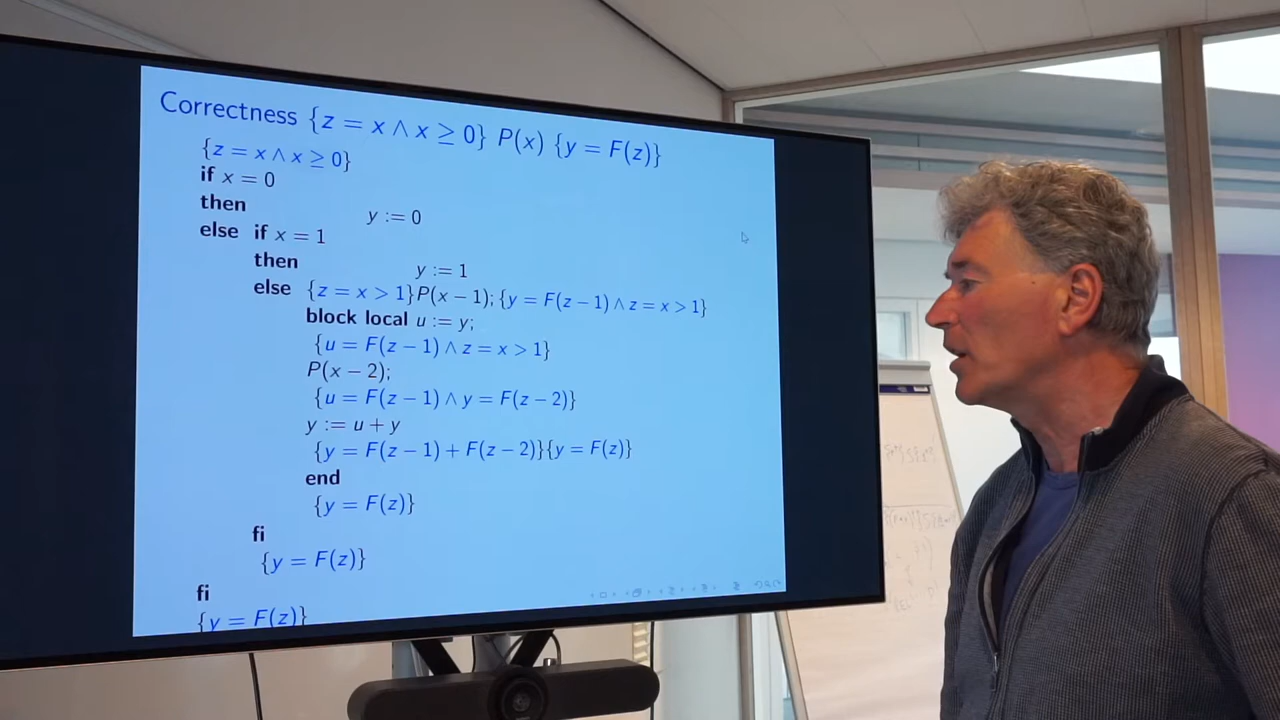 Correctness {z = x ∧ x ≥ 0} P(x) {y = F(z)}
{z = x ∧ x ≥ 0}
if x = 0
then y := 0
else if x = 1
then y := 1
else {z = x > 1}P(x − 1); {y = F(z − 1) ∧ z = x > 1}
block local u := y;
{u = F(z − 1) ∧ z = x > 1}
P(x − 2);
{u = F(z − 1) ∧ y = F(z − 2)}
y := u + y
{y = F(z − 1) + F(z − 2)}{y = F(z)}
end
{y = F(z)}
fi
{y = F(z)}
fi
{y = F(z)}